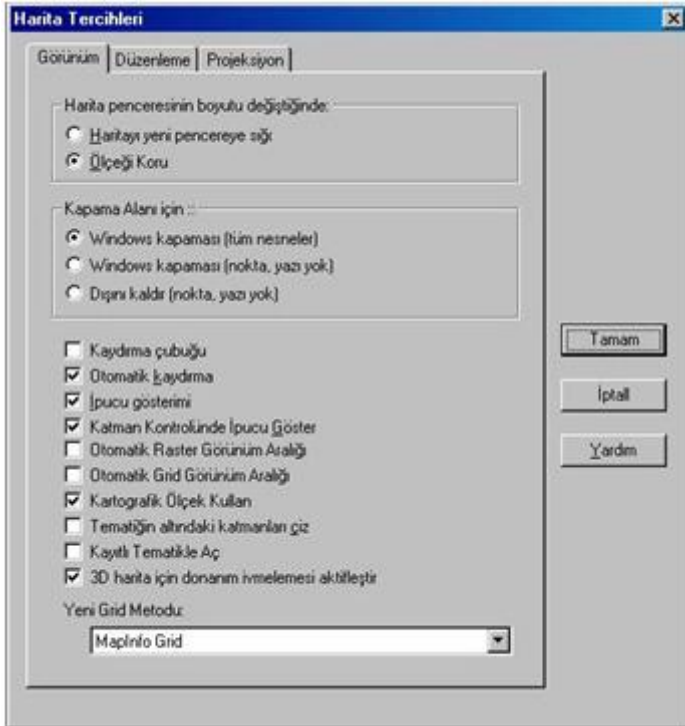 Harita Tercihleri
Görünüm Düzenleme Projeksiyon
Harita penceresinin boyutu değiştiğinde:
Haritayı yeni pencereye sığı
Ölçeği Koru
Kapama Alanı için ::
Windows kapaması (tüm nesneler)
Windows kapaması (nokta, yazı yok)
Dışını kaldır (nokta, yazı yok)
Kaydırma çubuğu
Otomatik kaydırma
İpucu gösterimi
Katman Kontrolünde İpucu Göster
Otomatik Raster Görünüm Aralığı
Otomatik Grid Görünüm Aralığı
Kartografik Ölçek Kullan
Tematiğin altındaki katmanları çiz
Kayıtlı Tematikle Aç
3D harita için donanım ivmelemesi aktifleştir
Yeni Grid Metodu:
MapInfo Grid
Tamam
İptall
Yardım